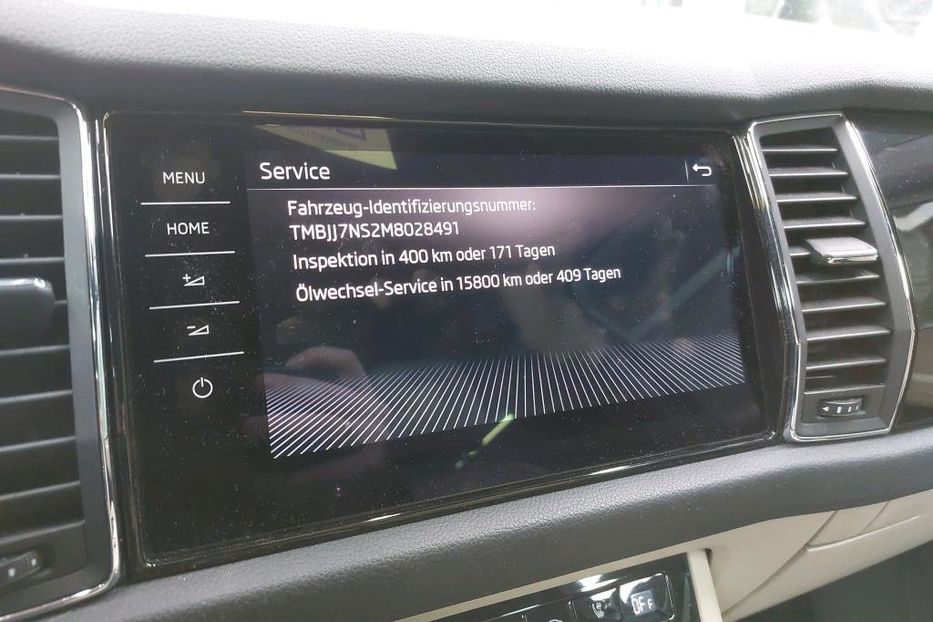 MENU
HOME
Service
Fahrzeug-Identifizierungsnummer:
TMBJJ7NS2M8028491
Inspektion in 400 km oder 171 Tagen
Ölwechsel-Service in 15800 km oder 409 Tagen
OFF